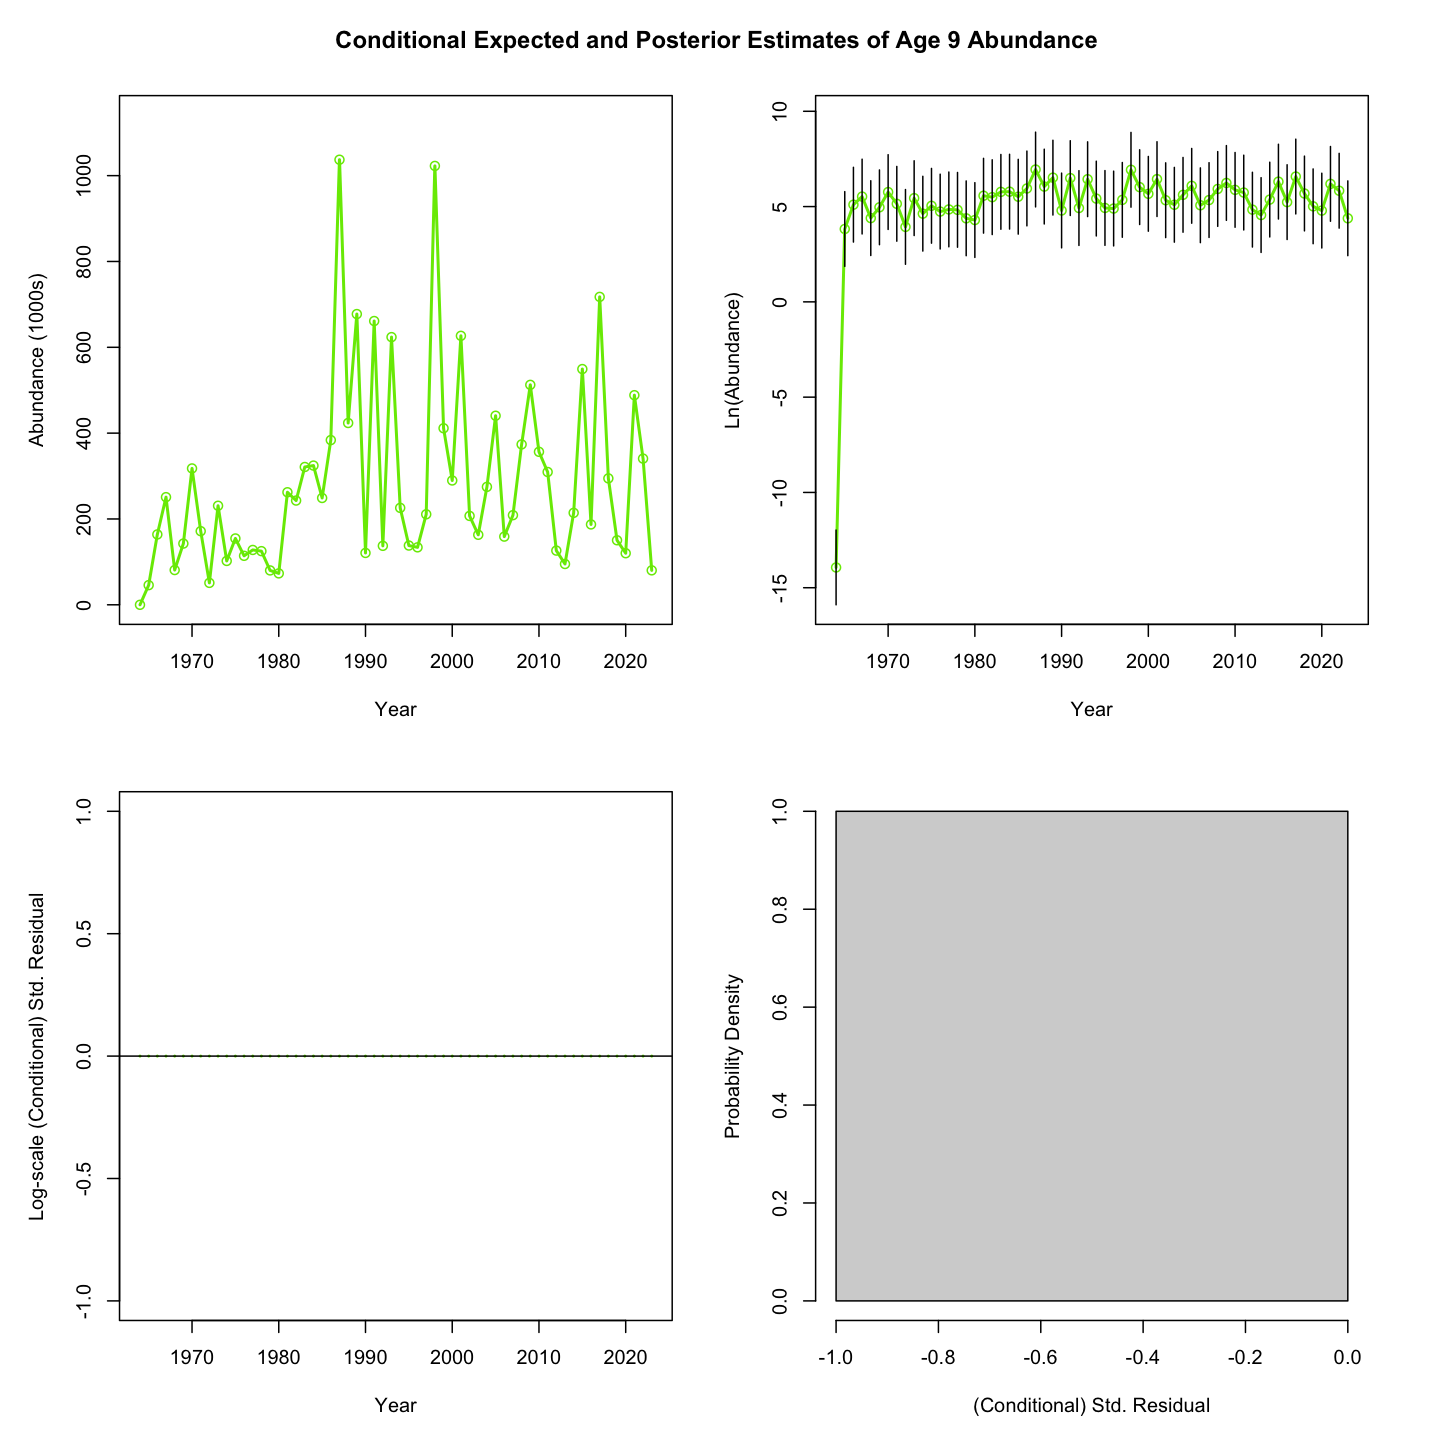 Conditional Expected and Posterior Estimates of Age 9 Abundance
Abundance (1000s)
0 200 400 600 800 1000
1970 1980 1990 2000 2010 2020
Year
Ln(Abundance)
-15 -10 -5 0 5 10
1970 1980 1990 2000 2010 2020
Year
Log-scale (Conditional) Std. Residual
-1.0 -0.5 0.0 0.5 1.0
1970 1980 1990 2000 2010 2020
Year
Probability Density
0.0 0.2 0.4 0.6 0.8 1.0
-1.0 -0.8 -0.6 -0.4 -0.2 0.0
(Conditional) Std. Residual